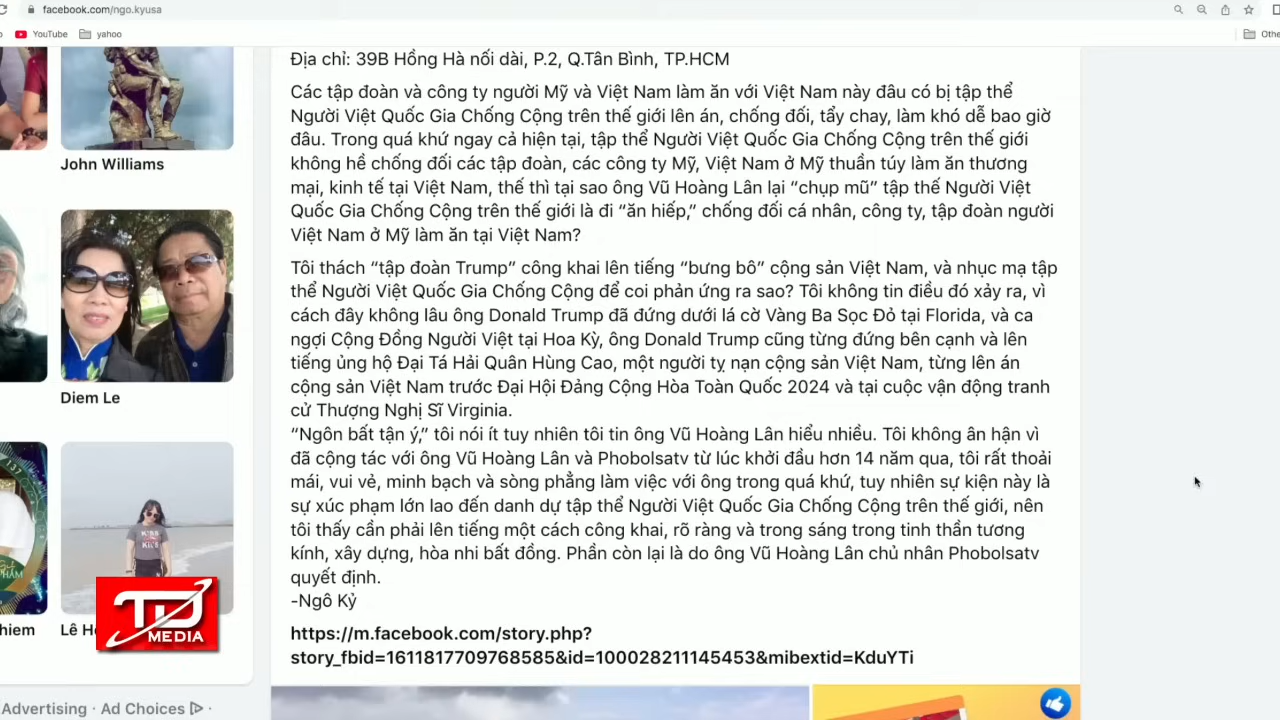 facebook.com/ngo.kyusa
YouTube
yahoo
Othe
Địa chỉ: 39B Hồng Hà nối dài, P.2, Q.Tân Bình, TP.HCM
Các tập đoàn và công ty người Mỹ và Việt Nam làm ăn với Việt Nam này đâu có bị tập thể
Người Việt Quốc Gia Chống Cộng trên thế giới lên án, chống đối, tẩy chay, làm khó dễ bao giờ
đâu. Trong quá khứ ngay cả hiện tại, tập thể Người Việt Quốc Gia Chống Cộng trên thế giới
không hề chống đối các tập đoàn, các công ty Mỹ, Việt Nam ở Mỹ thuần túy làm ăn thương
mại, kinh tế tại Việt Nam, thế thì tại sao ông Vũ Hoàng Lân lại “chụp mũ” tập thể Người Việt
Quốc Gia Chống Cộng trên thế giới là đi “ăn hiếp,” chống đối cá nhân, công ty, tập đoàn người
Việt Nam ở Mỹ làm ăn tại Việt Nam?
Tôi thách “tập đoàn Trump” công khai lên tiếng “bưng bô” cộng sản Việt Nam, và nhục mạ tập
thể Người Việt Quốc Gia Chống Cộng để coi phản ứng ra sao? Tôi không tin điều đó xảy ra, vì
cách đây không lâu ông Donald Trump đã đứng dưới lá cờ Vàng Ba Sọc Đỏ tại Florida, và ca
ngợi Cộng Đồng Người Việt tại Hoa Kỳ, ông Donald Trump cũng từng đứng bên cạnh và lên
tiếng ủng hộ Đại Tá Hải Quân Hùng Cao, một người tỵ nạn cộng sản Việt Nam, từng lên án
cộng sản Việt Nam trước Đại Hội Đảng Cộng Hòa Toàn Quốc 2024 và tại cuộc vận động tranh
cử Thượng Nghị Sĩ Virginia.
“Ngôn bất tận ý,” tôi nói ít tuy nhiên tôi tin ông Vũ Hoàng Lân hiểu nhiều. Tôi không ân hận vì
đã cộng tác với ông Vũ Hoàng Lân và Phobolsatv từ lúc khởi đầu hơn 14 năm qua, tôi rất thoải
mái, vui vẻ, minh bạch và sòng phẳng làm việc với ông trong quá khứ, tuy nhiên sự kiện này là
sự xúc phạm lớn lao đến danh dự tập thể Người Việt Quốc Gia Chống Cộng trên thế giới, nên
tôi thấy cần phải lên tiếng một cách công khai, rõ ràng và trong sáng trong tinh thần tương
kính, xây dựng, hòa nhi bất đồng. Phần còn lại là do ông Vũ Hoàng Lân chủ nhân Phobolsatv
quyết định.
-Ngô Kỷ
https://m.facebook.com/story.php?
story_fbid=1611817709768585&id=100028211145453&mibextid=KduYTi
John Williams
Diem Le
hiem
Lê H
KISS
TD
MEDIA
Advertising · Ad Choices ·